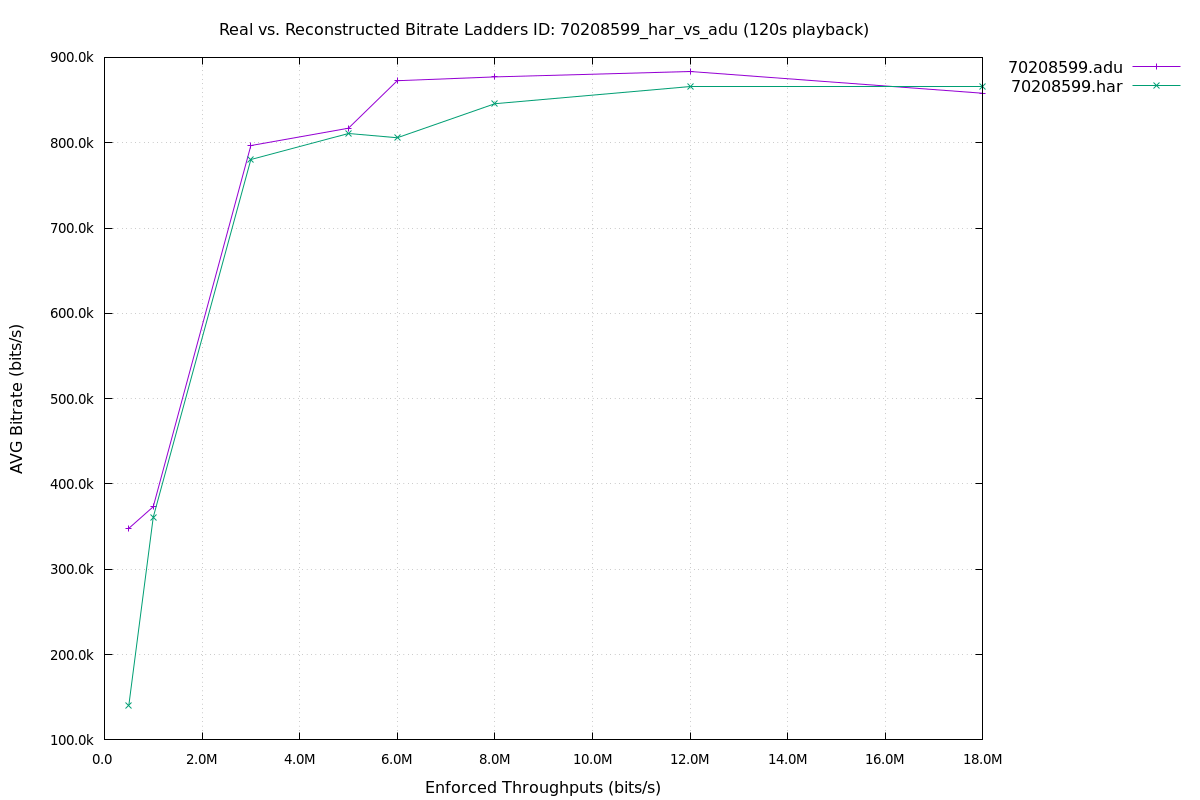 Real vs. Reconstructed Bitrate Ladders ID: 70208599_har_vs_adu (120s playback)
70208599.adu
70208599.har
900.0k
800.0k
700.0k
600.0k
500.0k
400.0k
300.0k
200.0k
100.0k
AVG Bitrate (bits/s)
0.0 2.0M 4.0M 6.0M 8.0M 10.0M 12.0M 14.0M 16.0M 18.0M
Enforced Throughputs (bits/s)